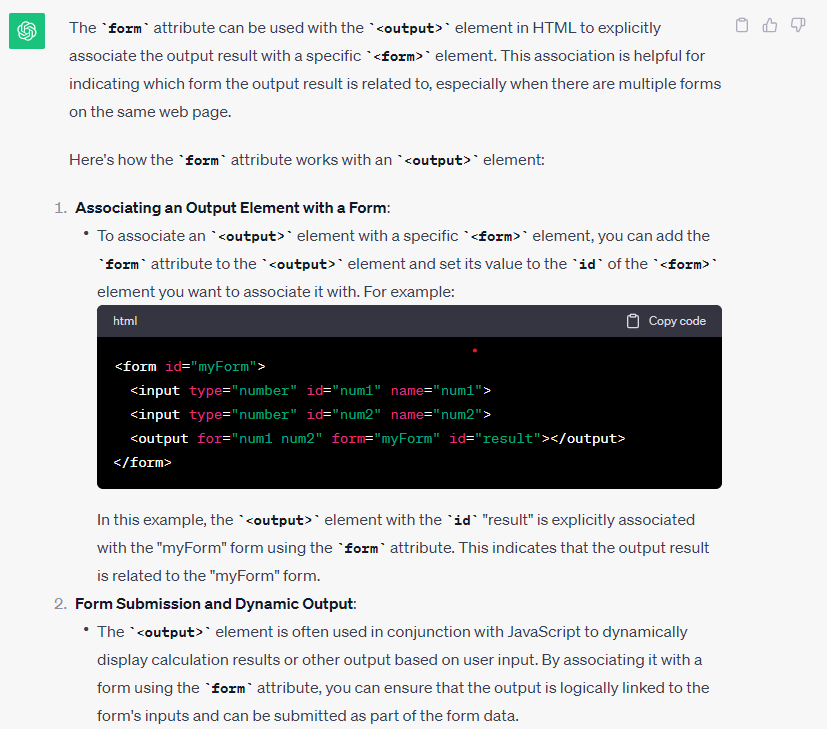 The `form` attribute can be used with the `<output>` element in HTML to explicitly
associate the output result with a specific `<form>` element. This association is helpful for
indicating which form the output result is related to, especially when there are multiple forms
on the same web page.
Here's how the `form` attribute works with an `<output>` element:
1. Associating an Output Element with a Form:
• To associate an `<output>` element with a specific `<form>` element, you can add the
`form` attribute to the `<output>` element and set its value to the `id` of the `<form>`
element you want to associate it with. For example:
html Copy code
<form id="myForm">
  <input type="number" id="num1" name="num1">
  <input type="number" id="num2" name="num2">
  <output for="num1 num2" form="myForm" id="result"></output>
</form>
In this example, the `<output>` element with the `id` "result" is explicitly associated
with the "myForm" form using the `form` attribute. This indicates that the output result
is related to the "myForm" form.
2. Form Submission and Dynamic Output:
• The `<output>` element is often used in conjunction with JavaScript to dynamically
display calculation results or other output based on user input. By associating it with a
form using the `form` attribute, you can ensure that the output is logically linked to the
form's inputs and can be submitted as part of the form data.